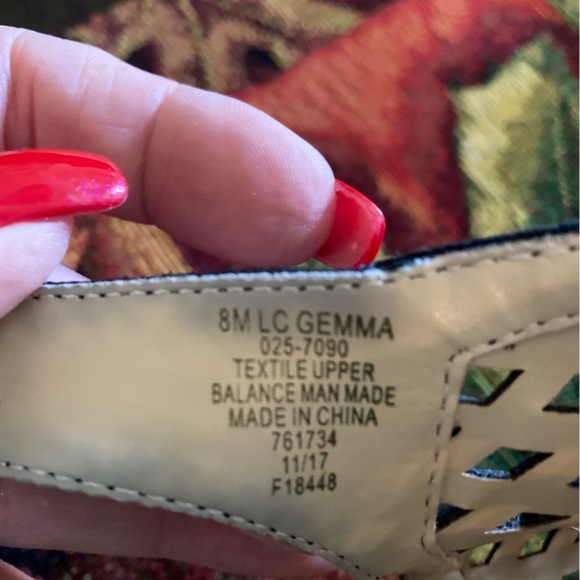 8M LC GEMMA
025-7090
TEXTILE UPPER
BALANCE MAN MADE
MADE IN CHINA
761734
11/17
F18448